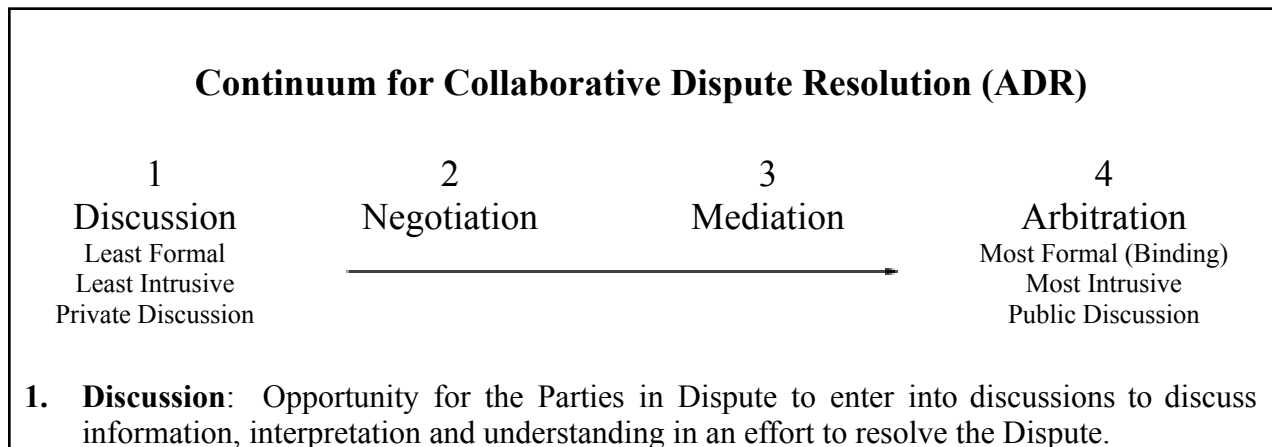 Continuum for Collaborative Dispute Resolution (ADR)
1 2 3 4
Discussion Negotiation Mediation Arbitration
Least Formal Most Formal (Binding)
Least Intrusive Most Intrusive
Private Discussion Public Discussion
1. Discussion: Opportunity for the Parties in Dispute to enter into discussions to discuss
information, interpretation and understanding in an effort to resolve the Dispute.